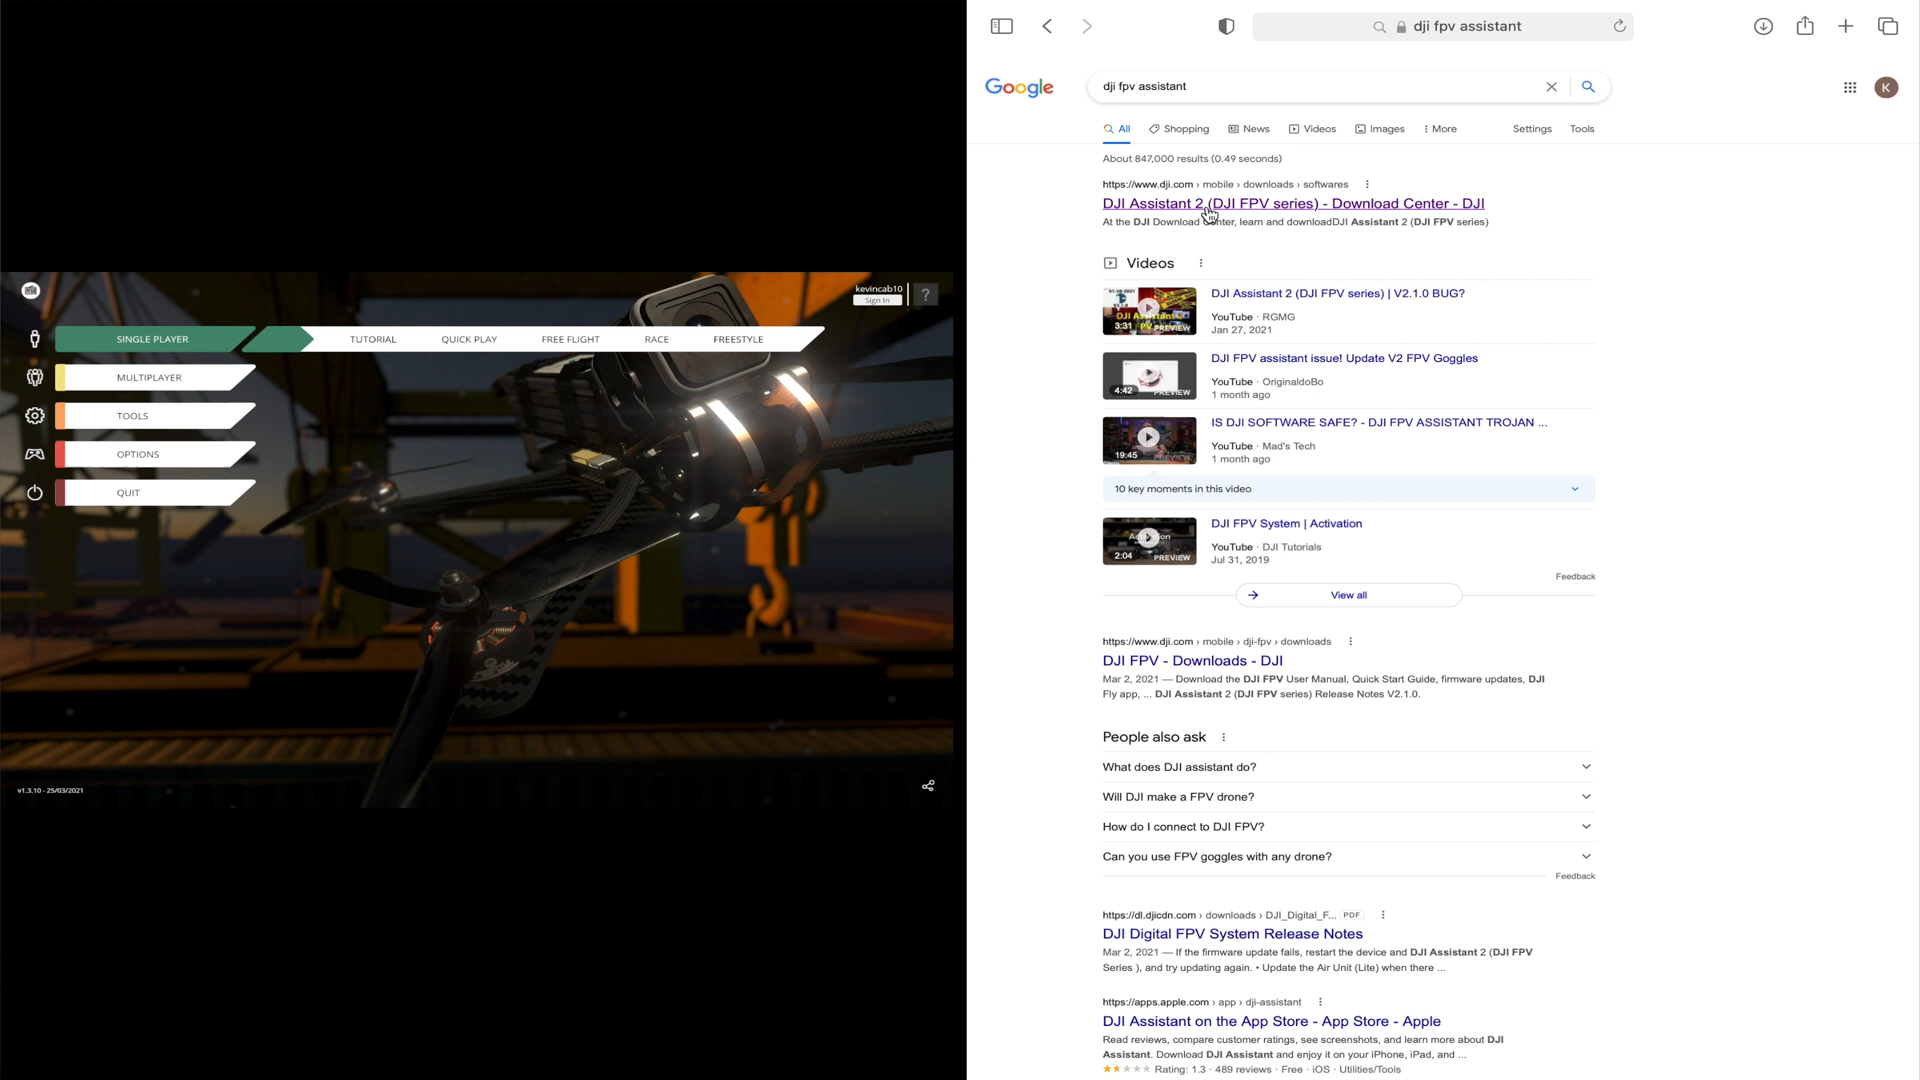 kevincab10
Sign In
?
SINGLE PLAYER
TUTORIAL
QUICK PLAY
FREE FLIGHT
RACE
FREESTYLE
MULTIPLAYER
TOOLS
OPTIONS
QUIT
v1.3.10 - 25/03/2021
dji fpv assistant
Google
dji fpv assistant
K
All
Shopping
News
Videos
Images
More
Settings
Tools
About 847,000 results (0.49 seconds)
https://www.dji.com › mobile › downloads › softwares
DJI Assistant 2 (DJI FPV series) - Download Center - DJI
At the DJI Download Center, learn and downloadDJI Assistant 2 (DJI FPV series)
Videos
3:31
PREVIEW
DJI Assistant 2 (DJI FPV series) | V2.1.0 BUG?
YouTube · RGMG
Jan 27, 2021
4:42
PREVIEW
DJI FPV assistant issue! Update V2 FPV Goggles
YouTube · OriginaldoBo
1 month ago
19:45
PREVIEW
IS DJI SOFTWARE SAFE? - DJI FPV ASSISTANT TROJAN ...
YouTube · Mad's Tech
1 month ago
10 key moments in this video
Activation
2:04
PREVIEW
DJI FPV System | Activation
YouTube · DJI Tutorials
Jul 31, 2019
Feedback
View all
https://www.dji.com › mobile › dji-fpv › downloads
DJI FPV - Downloads - DJI
Mar 2, 2021 — Download the DJI FPV User Manual, Quick Start Guide, firmware updates, DJI
Fly app, ... DJI Assistant 2 (DJI FPV series) Release Notes V2.1.0.
People also ask
What does DJI assistant do?
Will DJI make a FPV drone?
How do I connect to DJI FPV?
Can you use FPV goggles with any drone?
Feedback
https://dl.djicdn.com › downloads › DJI_Digital_F... PDF
DJI Digital FPV System Release Notes
Mar 2, 2021 — If the firmware update fails, restart the device and DJI Assistant 2 (DJI FPV
Series ), and try updating again. • Update the Air Unit (Lite) when there ...
https://apps.apple.com › app › dji-assistant
DJI Assistant on the App Store - App Store - Apple
Read reviews, compare customer ratings, see screenshots, and learn more about DJI
Assistant. Download DJI Assistant and enjoy it on your iPhone, iPad, and ...
Rating: 1.3 · 489 reviews · Free · iOS · Utilities/Tools